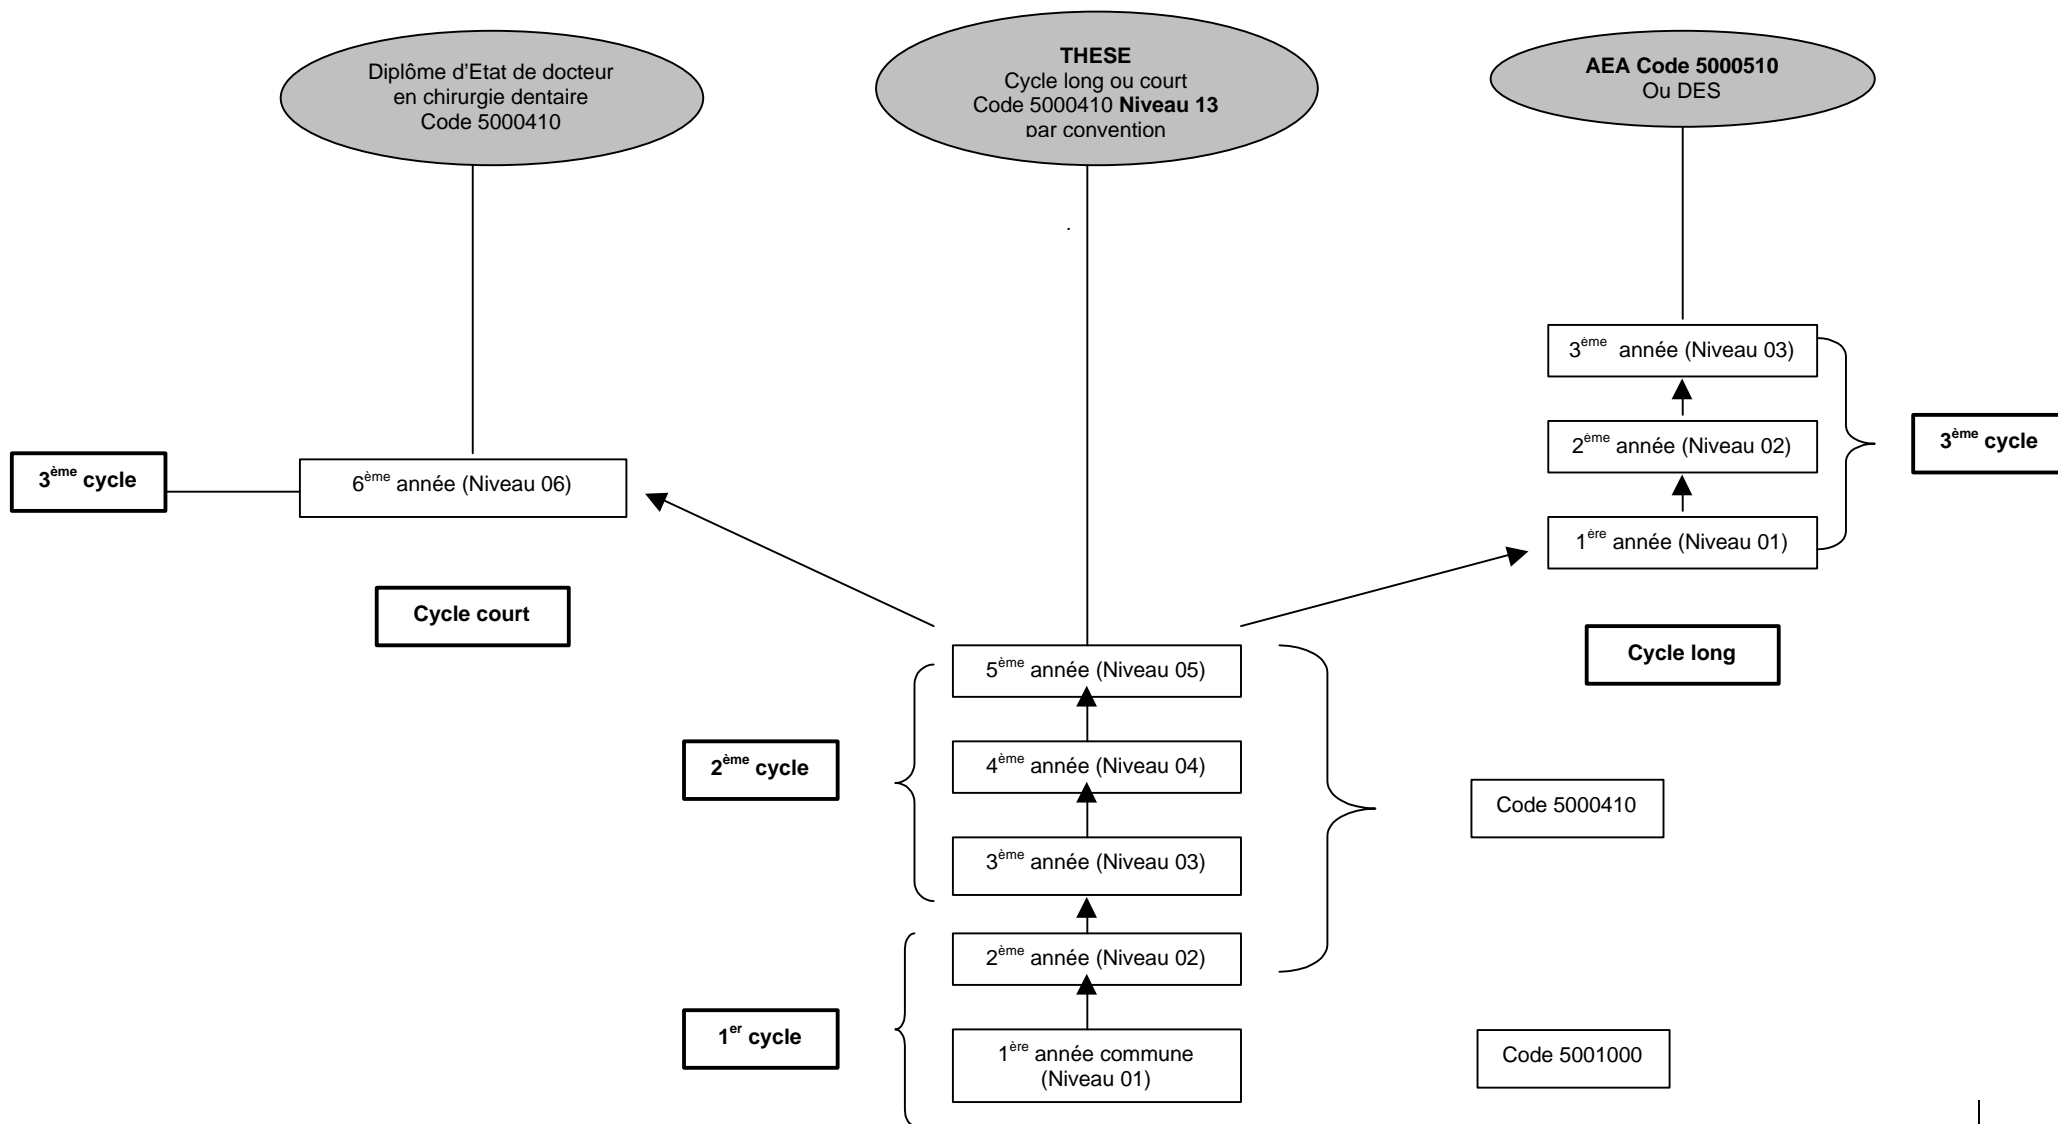 Diplôme d'Etat de docteur
en chirurgie dentaire
Code 5000410
THESE
Cycle long ou court
Code 5000410 Niveau 13
par convention
AEA Code 5000510
Ou DES
3ème année (Niveau 03)
2ème année (Niveau 02)
1ère année (Niveau 01)
3ème cycle
3ème cycle
6ème année (Niveau 06)
Cycle court
Cycle long
5ème année (Niveau 05)
4ème année (Niveau 04)
3ème année (Niveau 03)
2ème année (Niveau 02)
1ère année commune
(Niveau 01)
2ème cycle
1er cycle
Code 5000410
Code 5001000